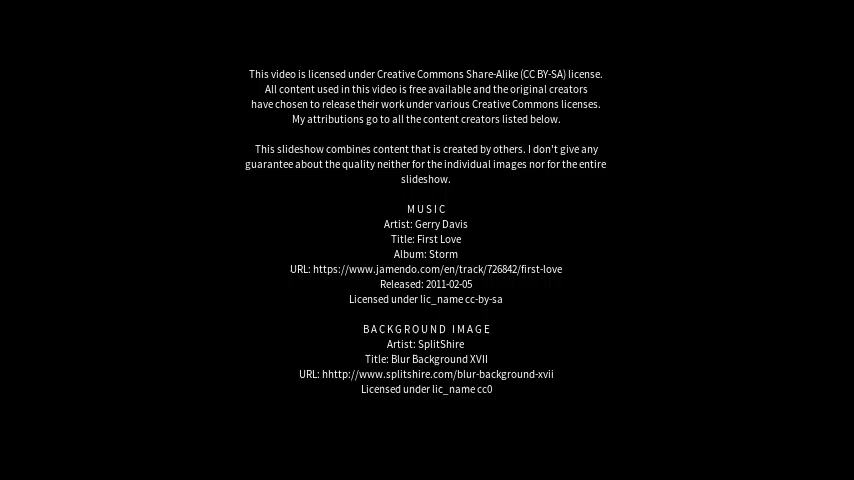 This video is licensed under Creative Commons Share-Alike (CC BY-SA) license.
All content used in this video is free available and the original creators
have chosen to release their work under various Creative Commons licenses.
My attributions go to all the content creators listed below.
This slideshow combines content that is created by others. I don't give any
guarantee about the quality neither for the individual images nor for the entire
slideshow.
MUSIC
Artist: Gerry Davis
Title: First Love
Album: Storm
URL: https://www.jamendo.com/en/track/726842/first-love
Released: 2011-02-05
Licensed under lic_name cc-by-sa
BACKGROUND IMAGE
Artist: SplitShire
Title: Blur Background XVII
URL: hhttp://www.splitshire.com/blur-background-xvii
Licensed under lic_name cc0